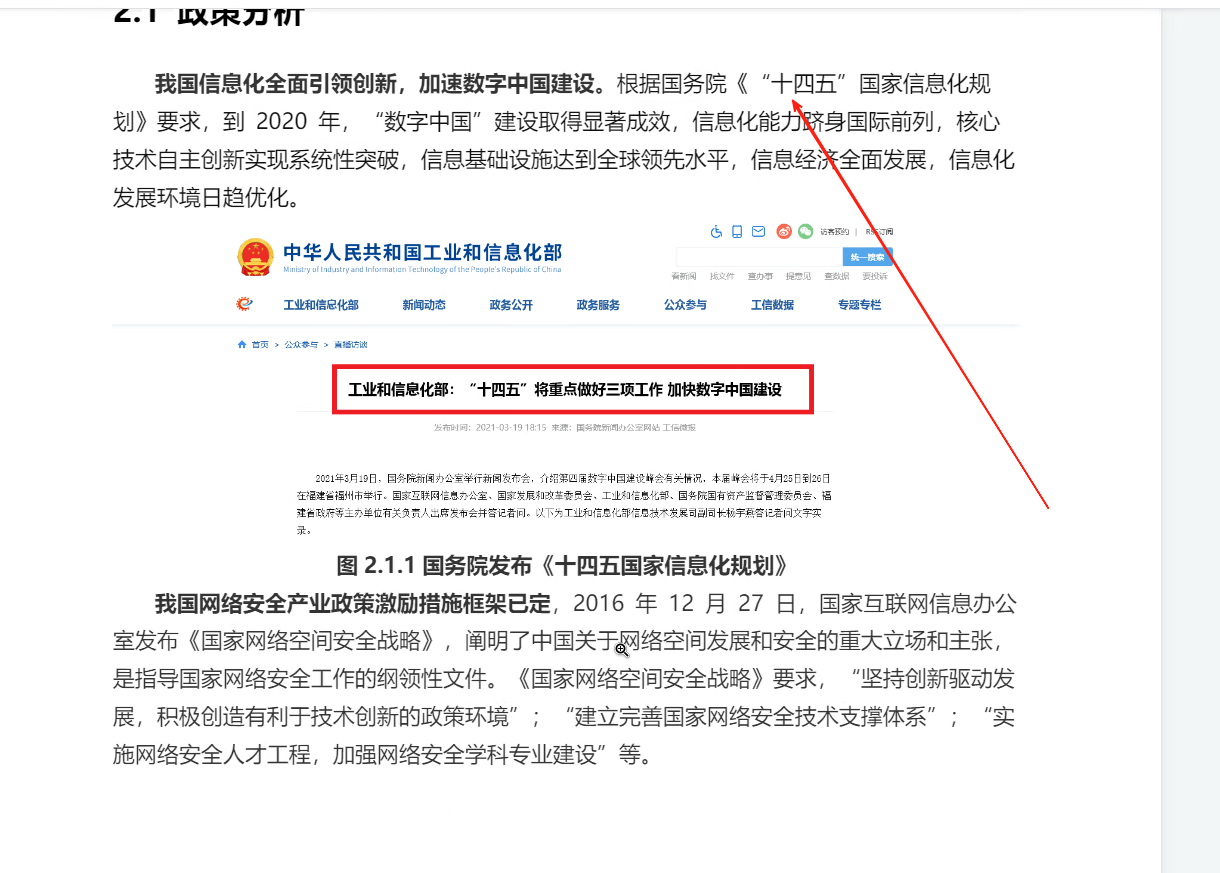 2.1 政策分析
我国信息化全面引领创新，加速数字中国建设。根据国务院《 “十四五” 国家信息化规
划》要求，到 2020 年， “数字中国” 建设取得显著成效，信息化能力跻身国际前列，核心
技术自主创新实现系统性突破，信息基础设施达到全球领先水平，信息经济全面发展，信息化
发展环境日趋优化。
访客预约 | RSS订阅
中华人民共和国工业和信息化部
Ministry of Industry and Information Technology of the People's Republic of China
统一搜索
看新闻 找文件 查办事 提意见 查数据 要投诉
工业和信息化部 新闻动态 政务公开 政务服务 公众参与 工信数据 专题专栏
首页 > 公众参与 > 直播访谈
工业和信息化部： “十四五” 将重点做好三项工作 加快数字中国建设
发布时间：2021-03-19 18:15 来源：国务院新闻办公室网站 工信微报
2021年3月19日，国务院新闻办公室举行新闻发布会，介绍第四届数字中国建设峰会有关情况，本届峰会将于4月25日到26日
在福建省福州市举行。国家互联网信息办公室、国家发展和改革委员会、工业和信息化部、国务院国有资产监督管理委员会、福
建省政府等主办单位有关负责人出席发布会并答记者问。以下为工业和信息化部信息技术发展司副司长杨宇燕答记者问文字实
录。
图 2.1.1 国务院发布《十四五国家信息化规划》
我国网络安全产业政策激励措施框架已定，2016 年 12 月 27 日，国家互联网信息办公
室发布《国家网络空间安全战略》，阐明了中国关于网络空间发展和安全的重大立场和主张，
是指导国家网络安全工作的纲领性文件。《国家网络空间安全战略》要求， “坚持创新驱动发
展，积极创造有利于技术创新的政策环境” ； “建立完善国家网络安全技术支撑体系” ； “实
施网络安全人才工程，加强网络安全学科专业建设” 等。